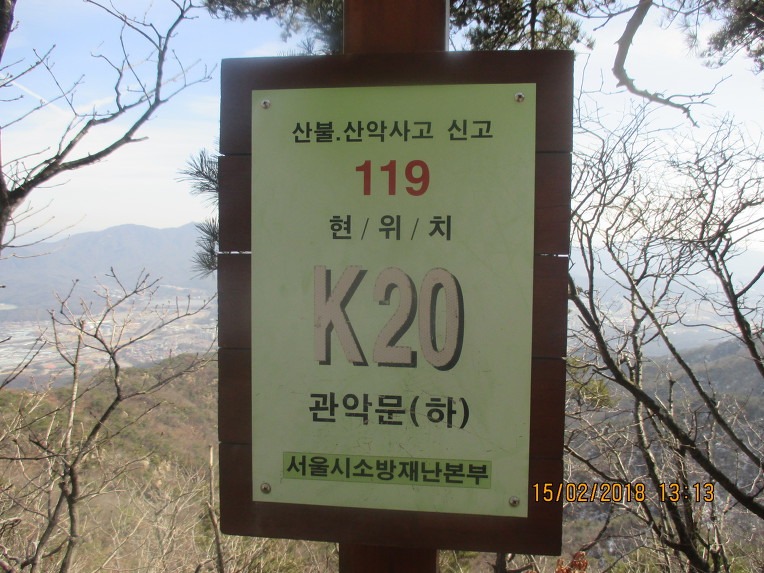 산불.산악사고 신고
119
현/위/치
K20
관악문(하)
서울시소방재난본부
15/02/2018 13:13